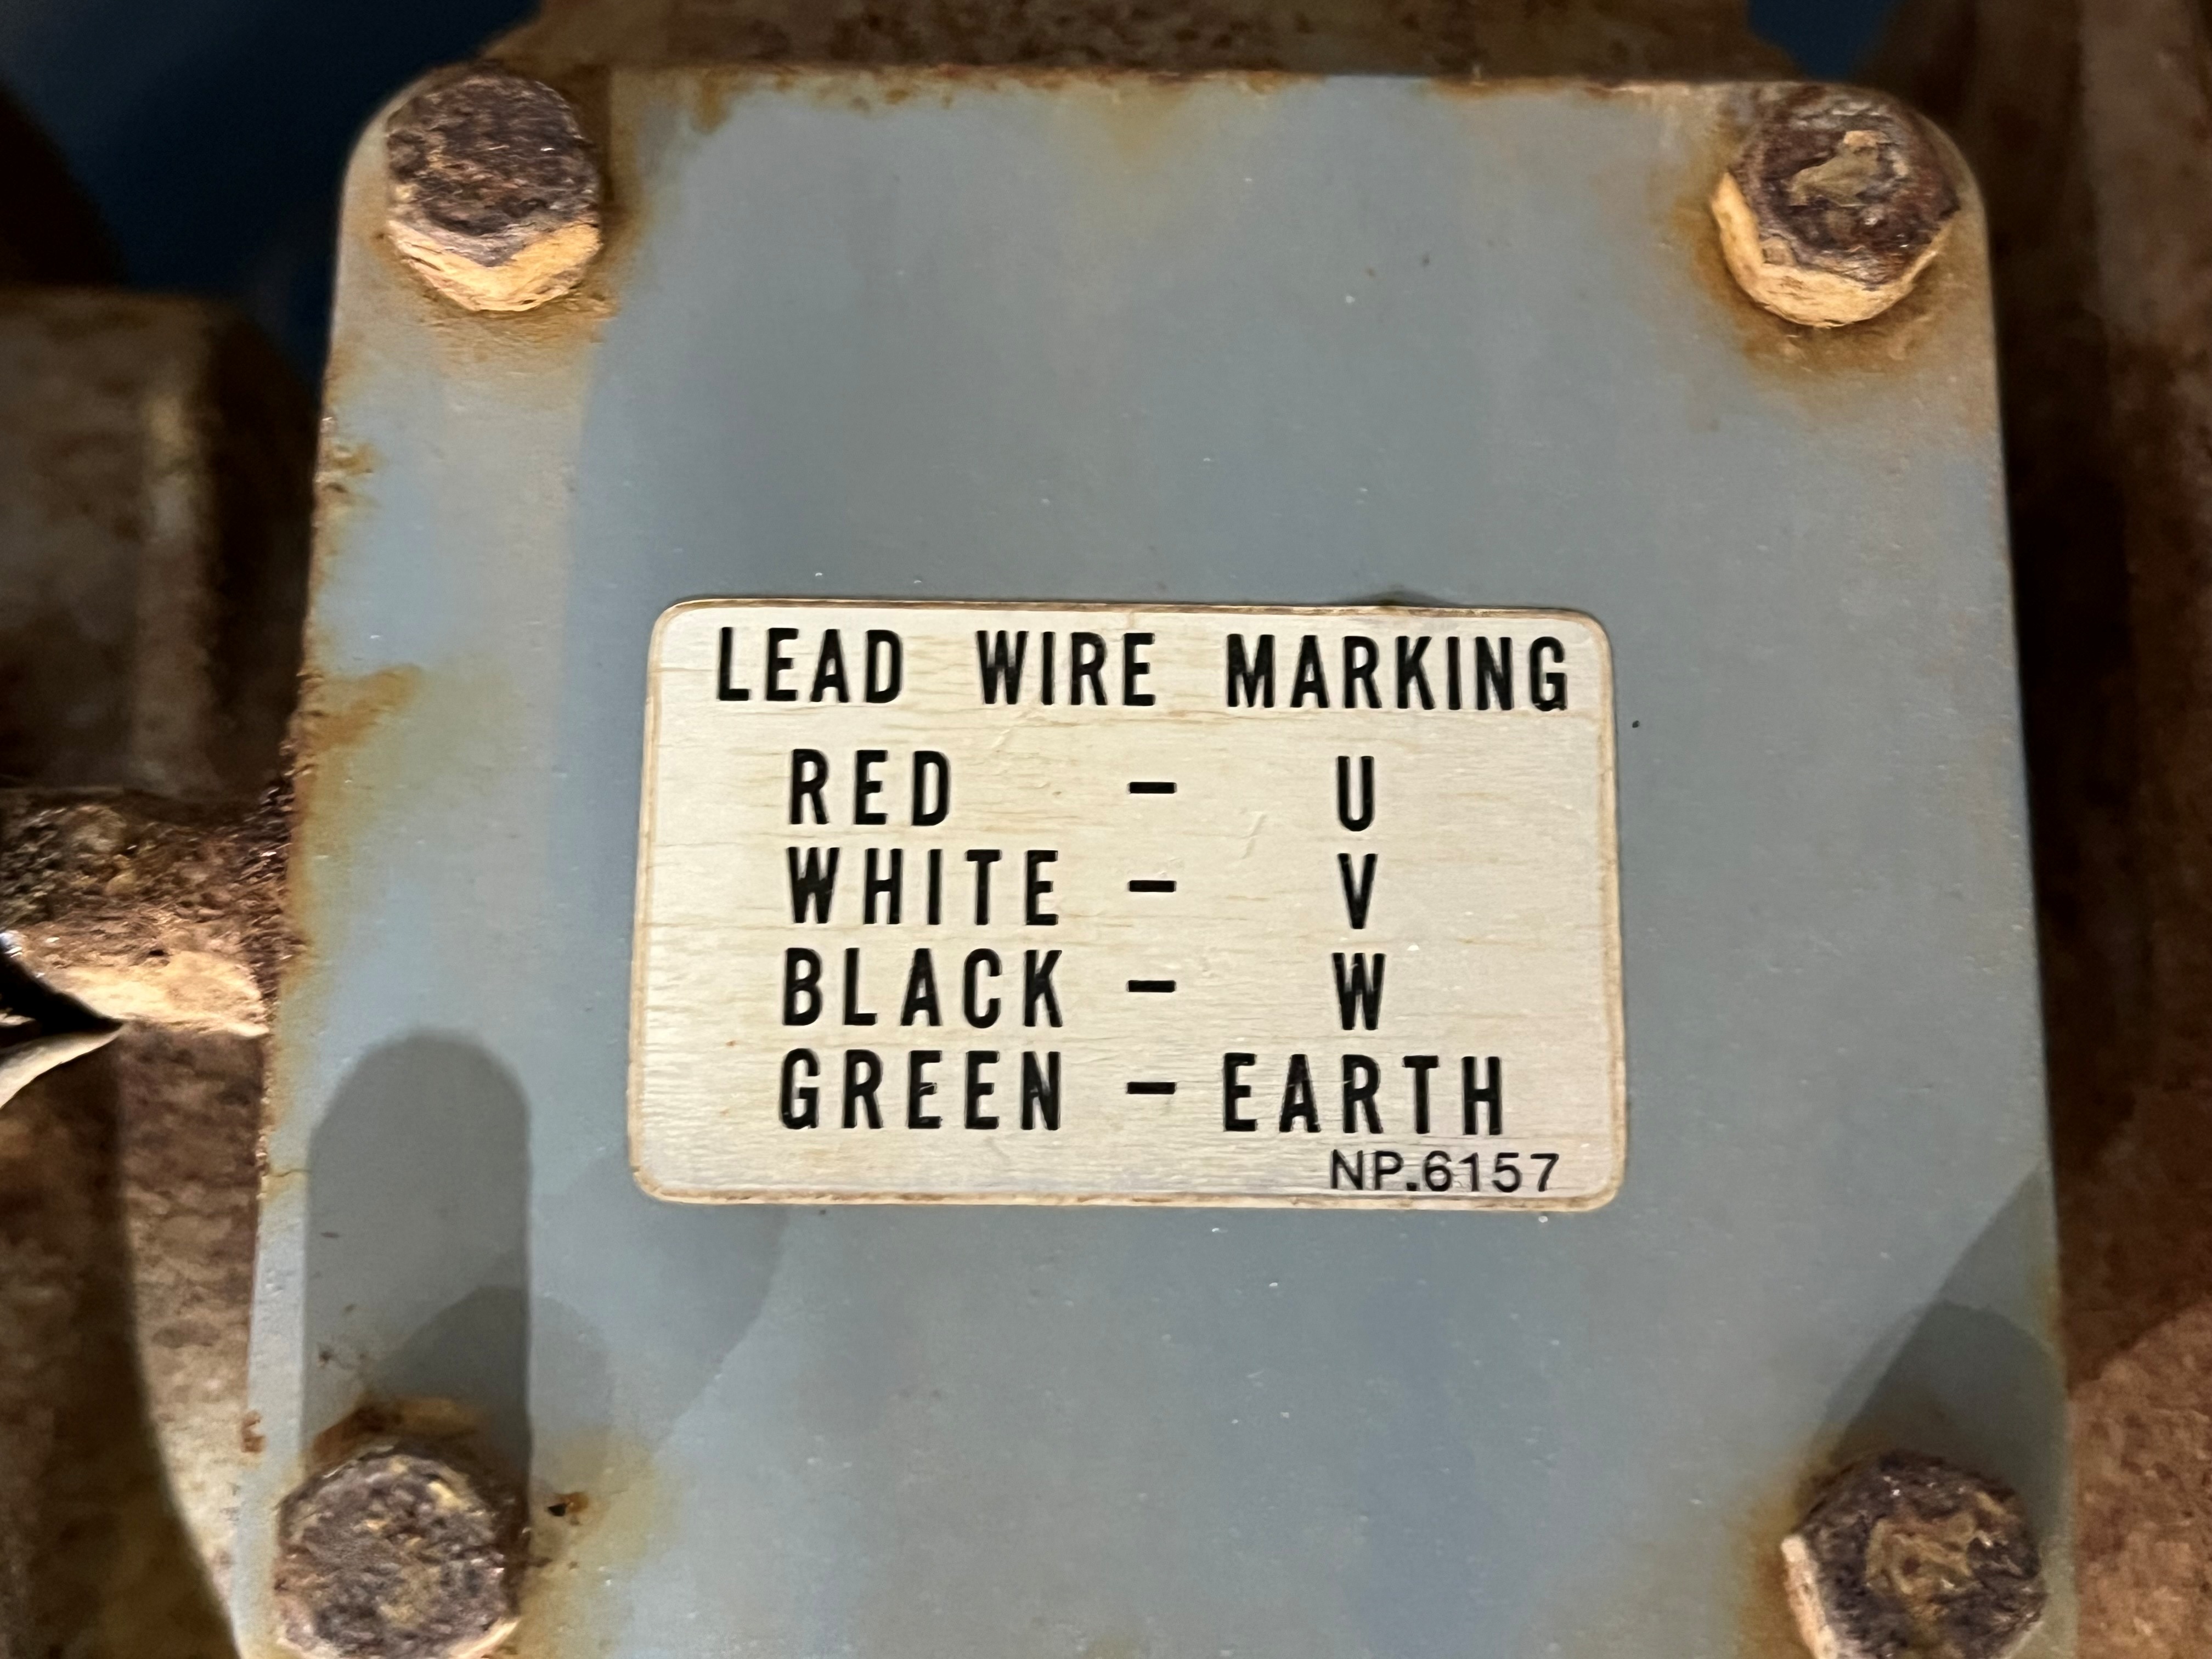 LEAD WIRE MARKING
RED - U
WHITE - V
BLACK - W
GREEN - EARTH
NP.6157